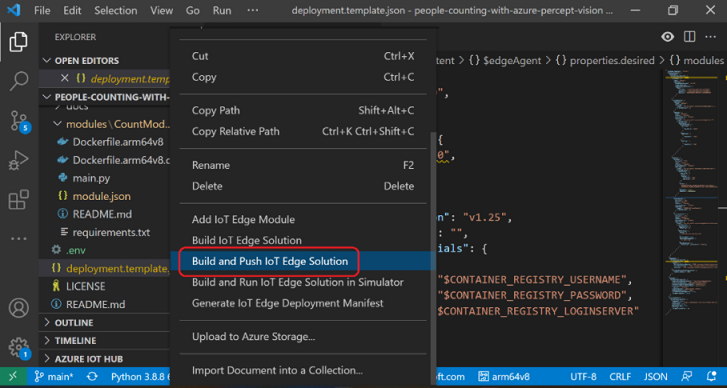 File Edit Selection View Go Run ... deployment.template.json - people-counting-with-azure-percept-vision
EXPLORER
OPEN EDITORS
{} deployment.temp
PEOPLE-COUNTING-WITH-
docs
modules \ CountMod...
Dockerfile.arm64v8
Dockerfile.arm64v8.d
main.py
{} module.json
README.md
requirements.txt
.env
{} deployment.template.
LICENSE
README.md
OUTLINE
TIMELINE
AZURE IOT HUB
5
1
Cut Ctrl+X
Copy Ctrl+C
Copy Path Shift+Alt+C
Copy Relative Path Ctrl+K Ctrl+Shift+C
Rename F2
Delete Delete
Add IoT Edge Module
Build IoT Edge Solution
Build and Push IoT Edge Solution
Build and Run IoT Edge Solution in Simulator
Generate IoT Edge Deployment Manifest
Upload to Azure Storage...
Import Document into a Collection...
tent > {} $edgeAgent > {} properties.desired > {} modules
",
{
0",
on": "v1.25",
: "",
ials": {
"$CONTAINER_REGISTRY_USERNAME",
"$CONTAINER_REGISTRY_PASSWORD",
$CONTAINER_REGISTRY_LOGINSERVER"
main* Python 3.8.8 soft.com arm64v8 UTF-8 CRLF JSON